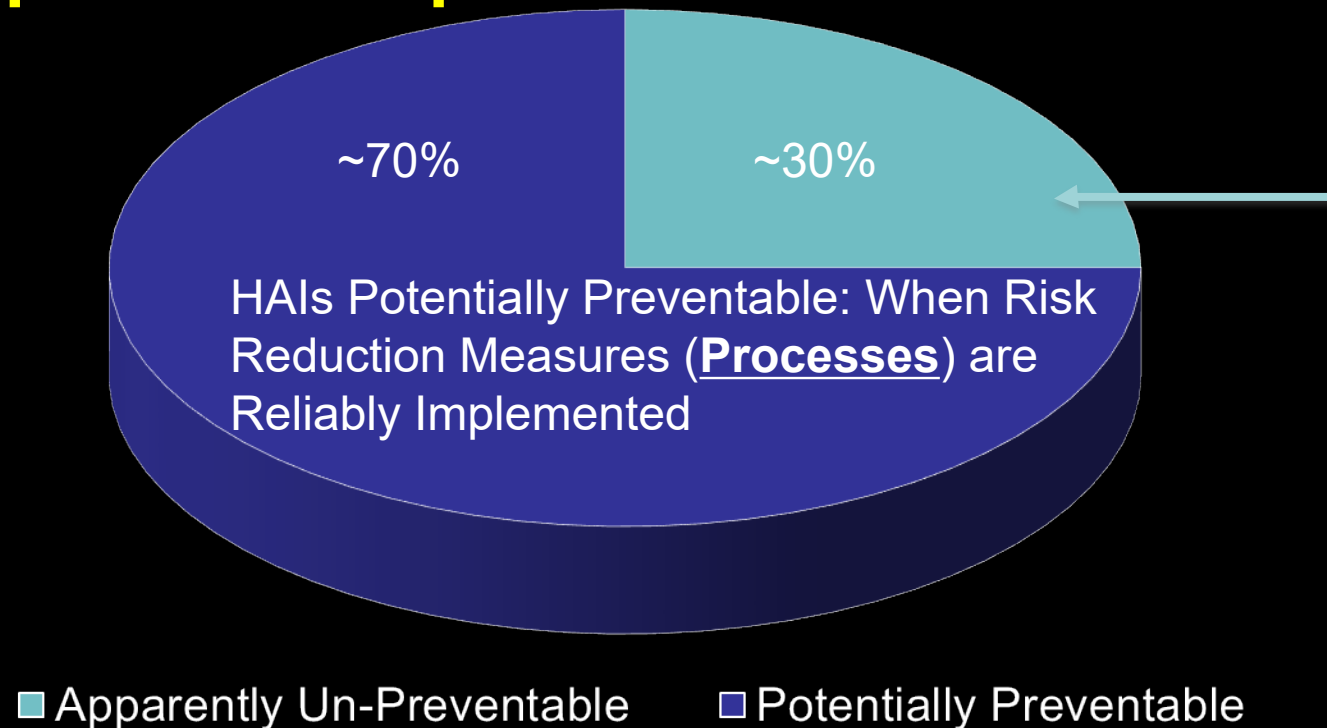 ~70%
~30%
HAIs Potentially Preventable: When Risk
Reduction Measures (Processes) are
Reliably Implemented
Apparently Un-Preventable
Potentially Preventable